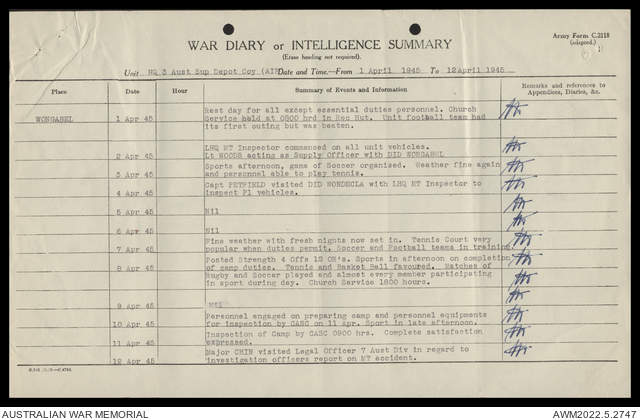 Army Form C.2118
(adapted.)
WAR DIARY or INTELLIGENCE SUMMARY
(Erase heading not required).
Unit HQ 3 Aust Sup Depot Coy (AIF) Date and Time.—From 1 April 1945 To 12 April 1945
Place Date Hour Summary of Events and Information Remarks and references to Appendices, Diaries, &c.
WONGABEL 1 Apr 45 Rest day for all except essential duties personnel. Church
Service held at 0800 hrd in Rec Hut. Unit football team had
its first outing but was beaten.
LHQ MT Inspector commenced on all unit vehicles.
2 Apr 45 Lt WOODS acting as Supply Officer with DID WONGABEL
Sports afternoon, game of Soccer organised. Weather fine again
3 Apr 45 and personnel able to play tennis.
Capt PETFIELD visited DID WONDECLA with LHQ MT Inspector to
4 Apr 45 inspect Pl vehicles.
5 Apr 45 Nil
6 Apr 45 Nil
Fine weather with fresh nights now set in. Tennis Court very
7 Apr 45 popular when duties permit. Soccer and Football teams in training
Posted Strength 4 Offs 12 OR's. Sports in afternoon on completion
8 Apr 45 of camp duties. Tennis and Basket Ball favoured. Matches of
Rugby and Soccer played and almost every member participating
in sport during day. Church Service 1800 hours.
9 Apr 45 Nil
Personnel engaged on preparing camp and personnel equipments
10 Apr 45 for inspection by CASC on 11 Apr. Sport in late afternoon.
Inspection of Camp by CASC 0900 hrs. Complete satisfaction
11 Apr 45 expressed.
Major CHIN visited Legal Officer 7 Aust Div in regard to
12 Apr 45 investigation officers report on MT accident.
AUSTRALIAN WAR MEMORIAL
AWM2022.5.2747